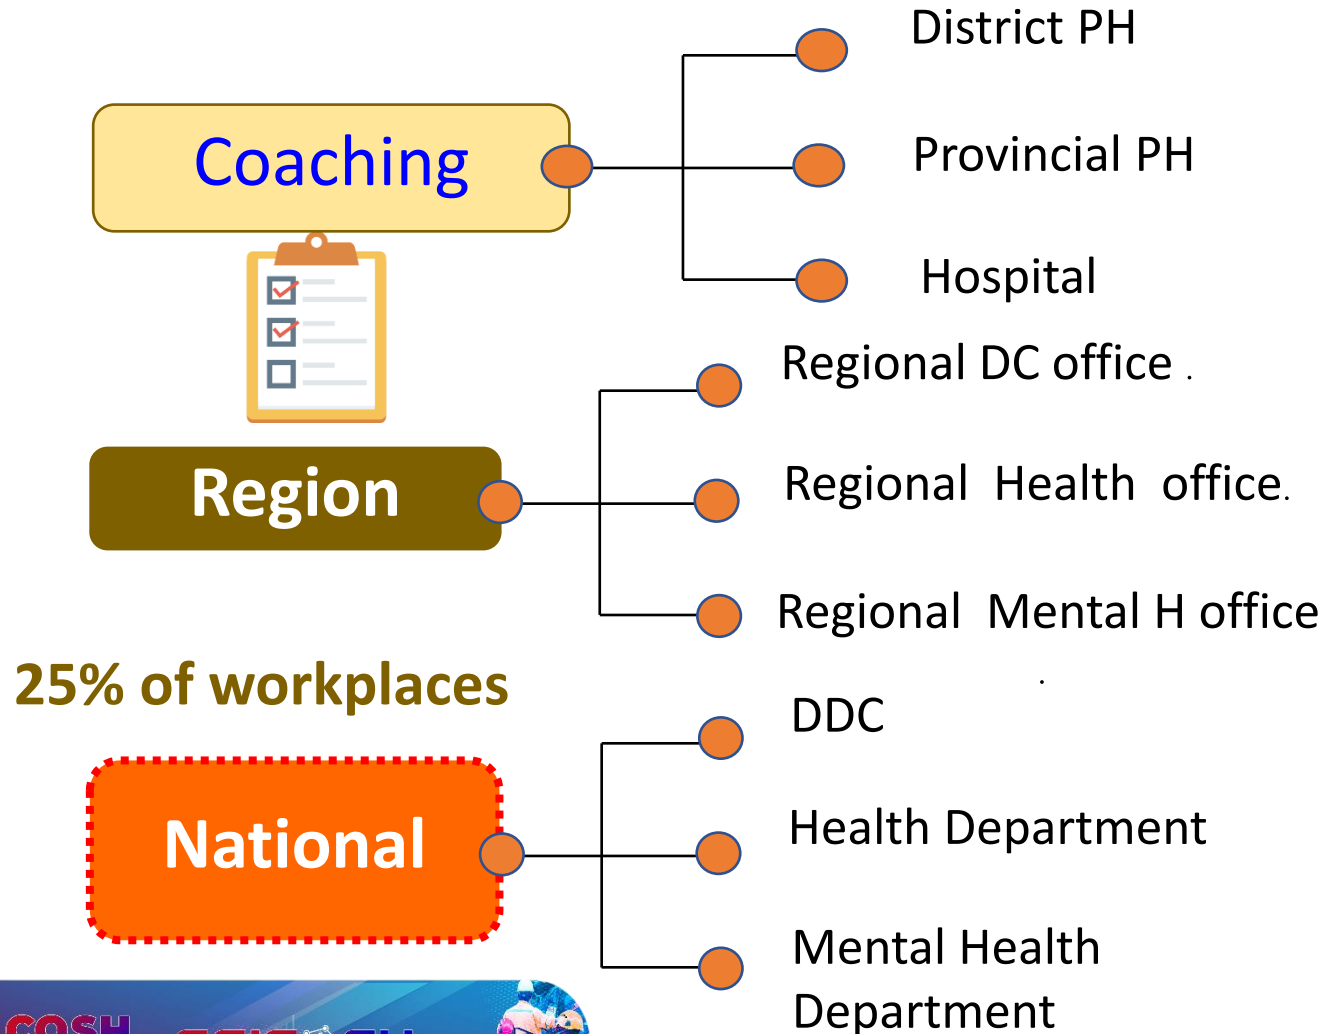 District PH
Coaching
Provincial PH
Hospital
Regional DC office .
Region
Regional Health office.
Regional Mental H office
.
25% of workplaces
DDC
National
Health Department
Mental Health
Department
COSH